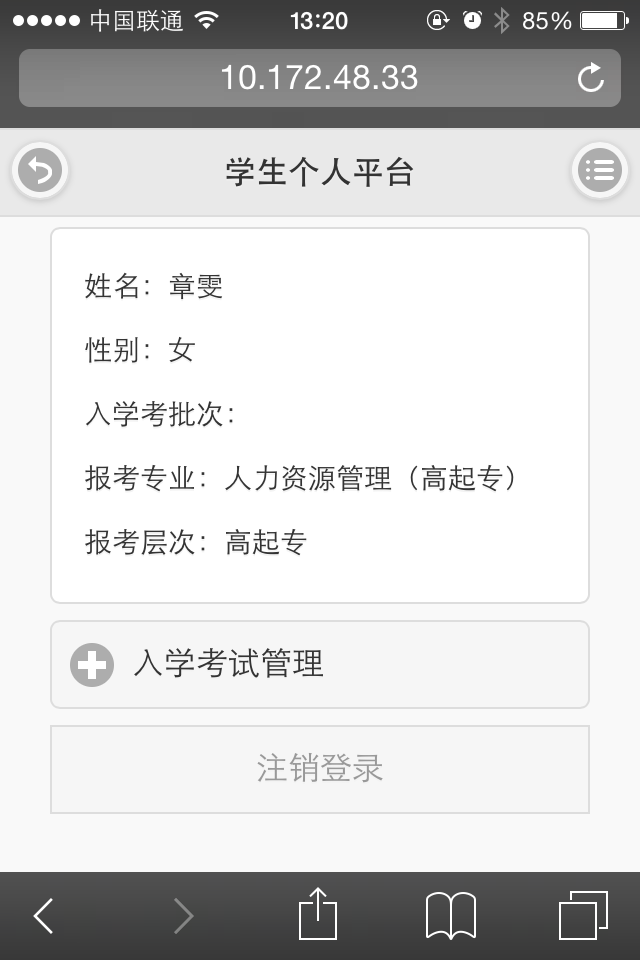 中国联通 13:20 85%
10.172.48.33
学生个人平台
姓名：章雯
性别：女
入学考批次：
报考专业：人力资源管理（高起专）
报考层次：高起专
入学考试管理
注销登录